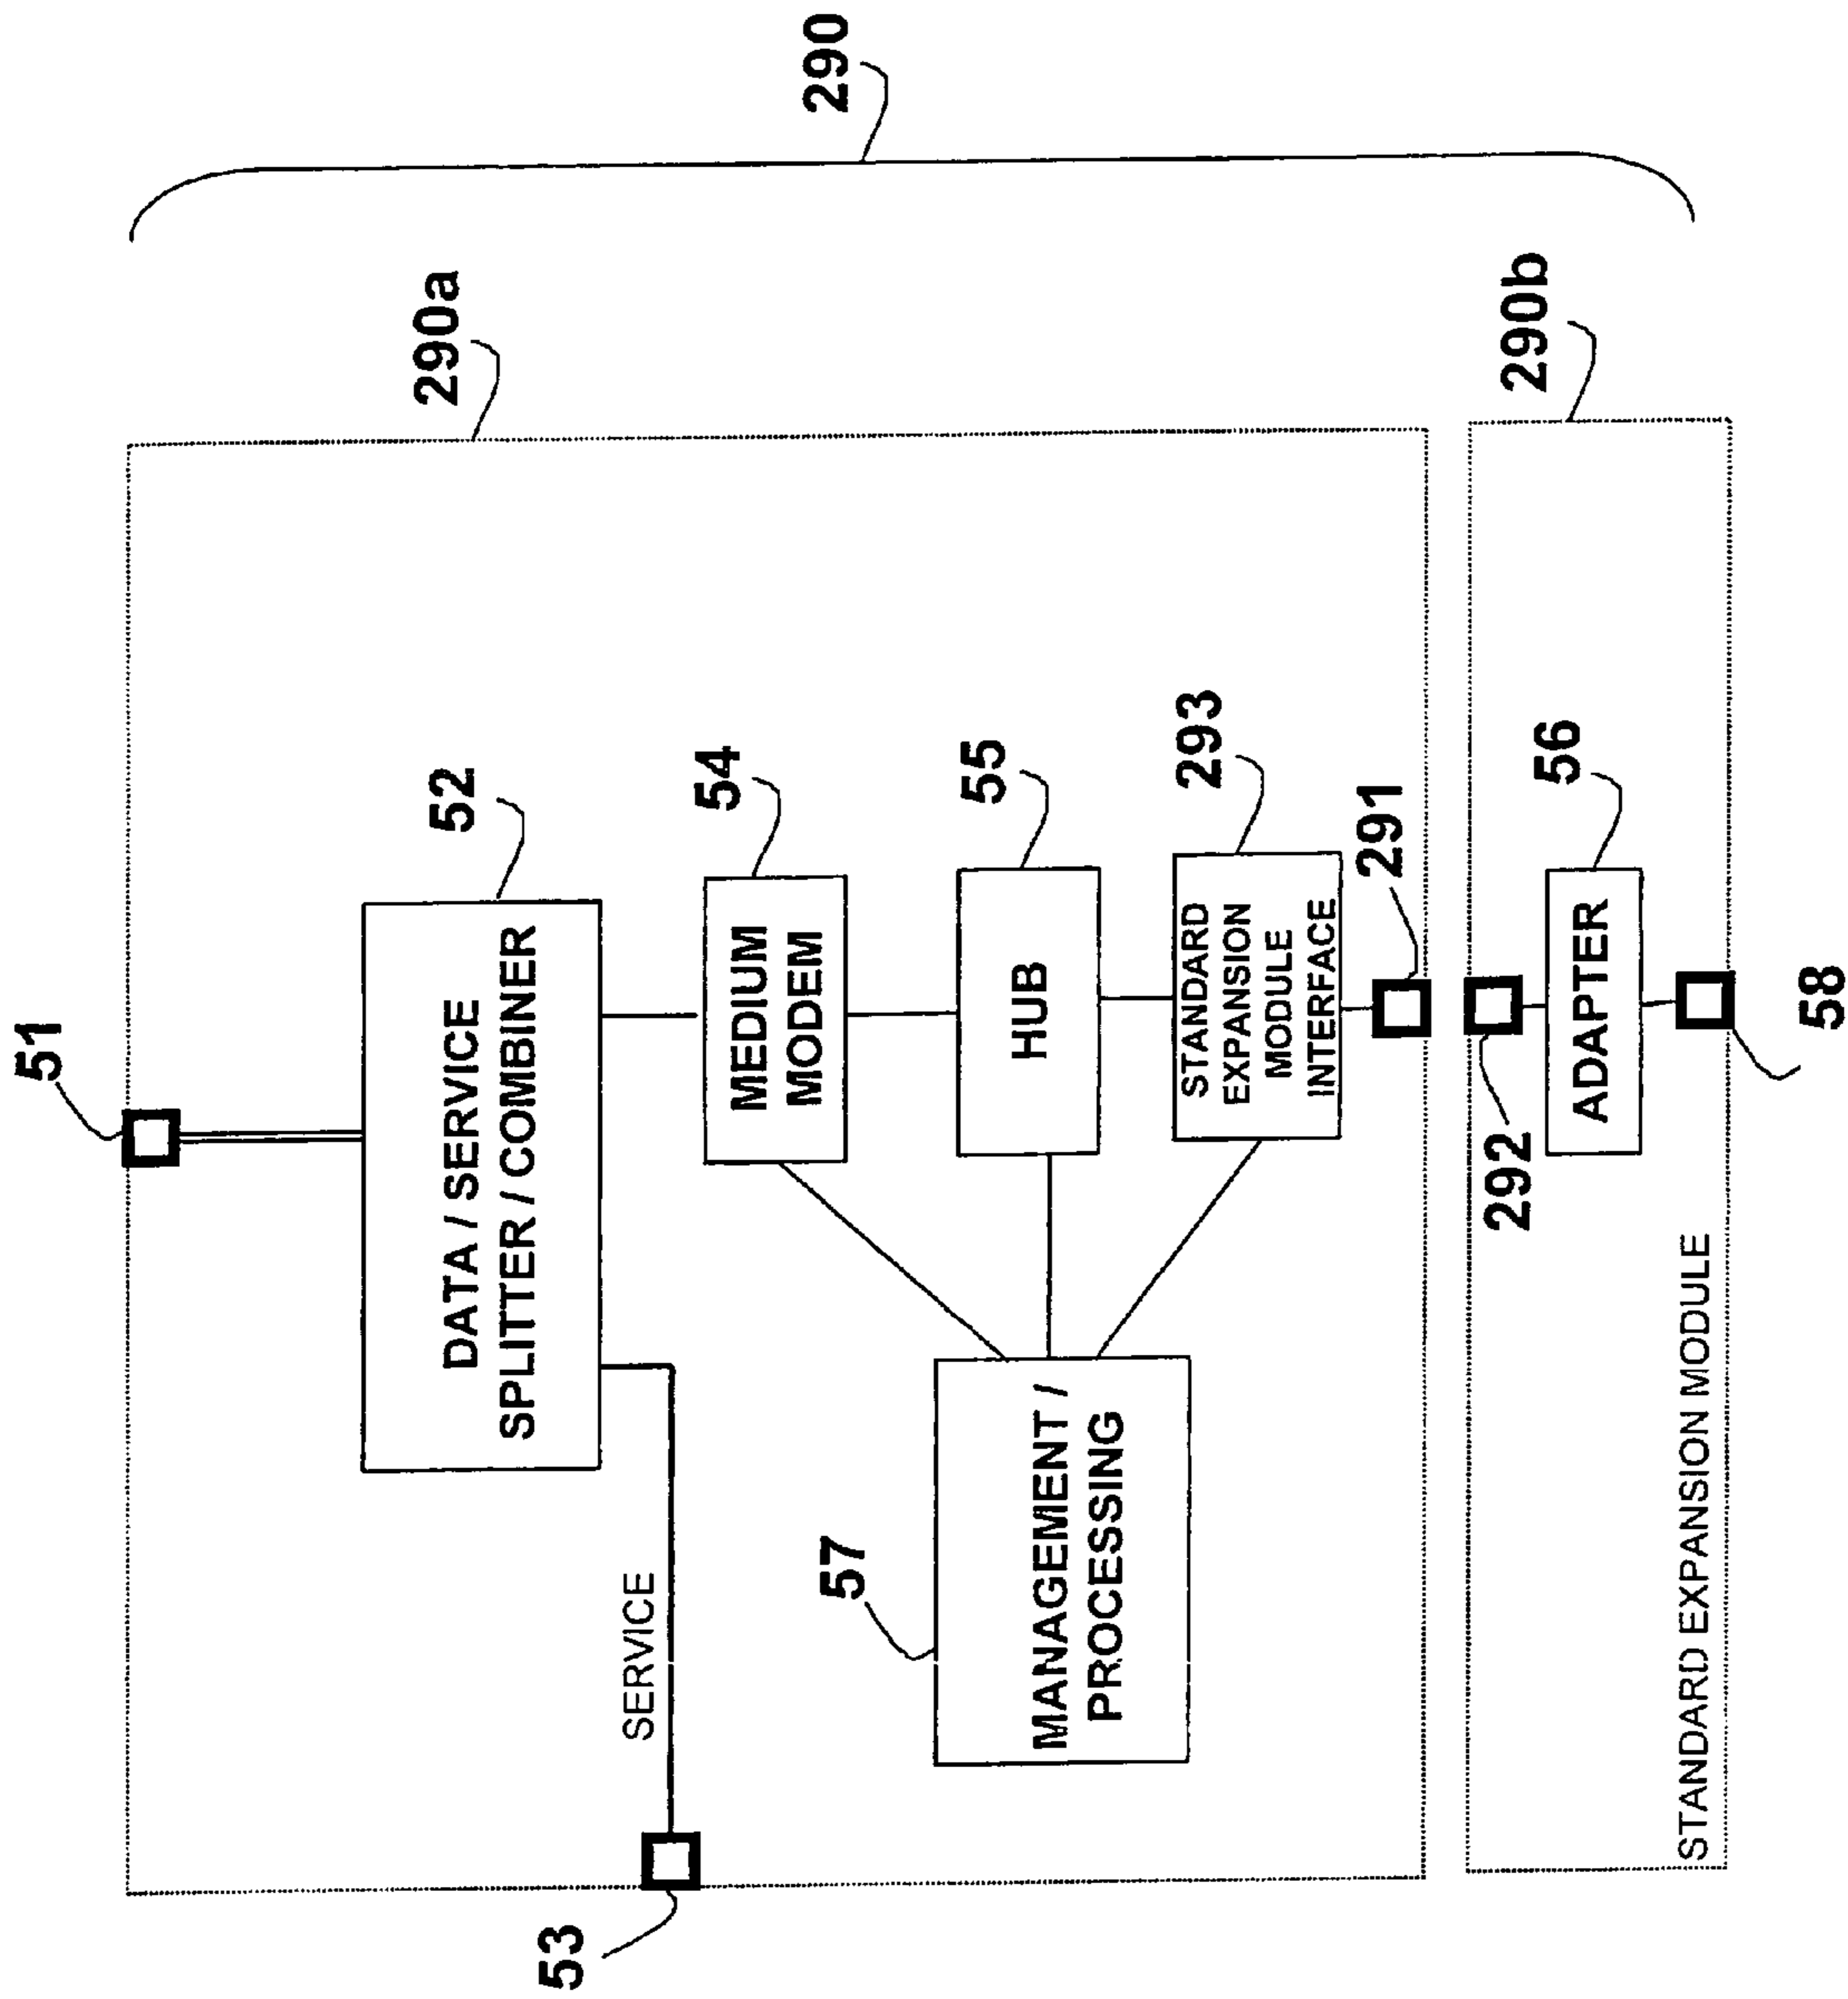 290
290a
290b
51
52
DATA / SERVICE
SPLITTER / COMBINER
54
MEDIUM
MODEM
55
HUB
293
STANDARD
EXPANSION
MODULE
INTERFACE
291
56
ADAPTER
292
58
57
MANAGEMENT /
PROCESSING
SERVICE
53
STANDARD EXPANSION MODULE